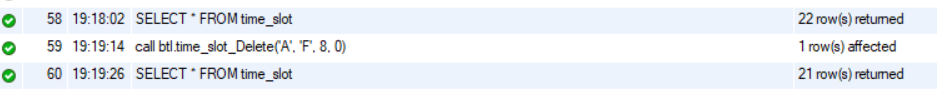 58 19:18:02 SELECT * FROM time_slot 22 row(s) returned
59 19:19:14 call btl.time_slot_Delete('A', 'F', 8, 0) 1 row(s) affected
60 19:19:26 SELECT * FROM time_slot 21 row(s) returned